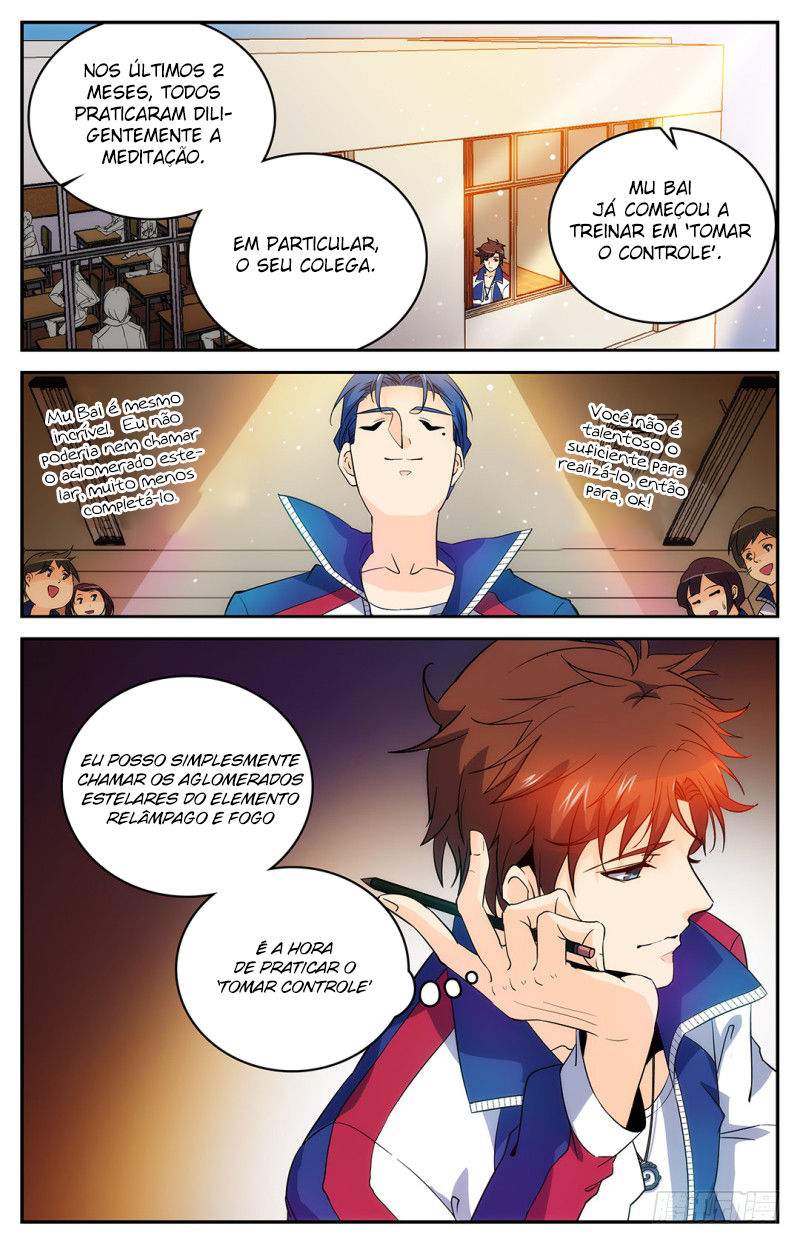 NOS ÚLTIMOS 2
MESES, TODOS
PRATICARAM DILI-
GENTEMENTE A
MEDITAÇÃO.
EM PARTICULAR,
O SEU COLEGA.
MU BAI
JÁ COMEÇOU A
TREINAR EM 'TOMAR
O CONTROLE'.
Mu Bai é mesmo
incrível. Eu não
poderia nem chamar
o aglomerado este-
lar, muito menos
completá-lo.
Você não é
talentoso o
suficiente para
realizá-lo, então
para, ok!
EU POSSO SIMPLESMENTE
CHAMAR OS AGLOMERADOS
ESTELARES DO ELEMENTO
RELÂMPAGO E FOGO
É A HORA
DE PRATICAR O
'TOMAR CONTROLE'